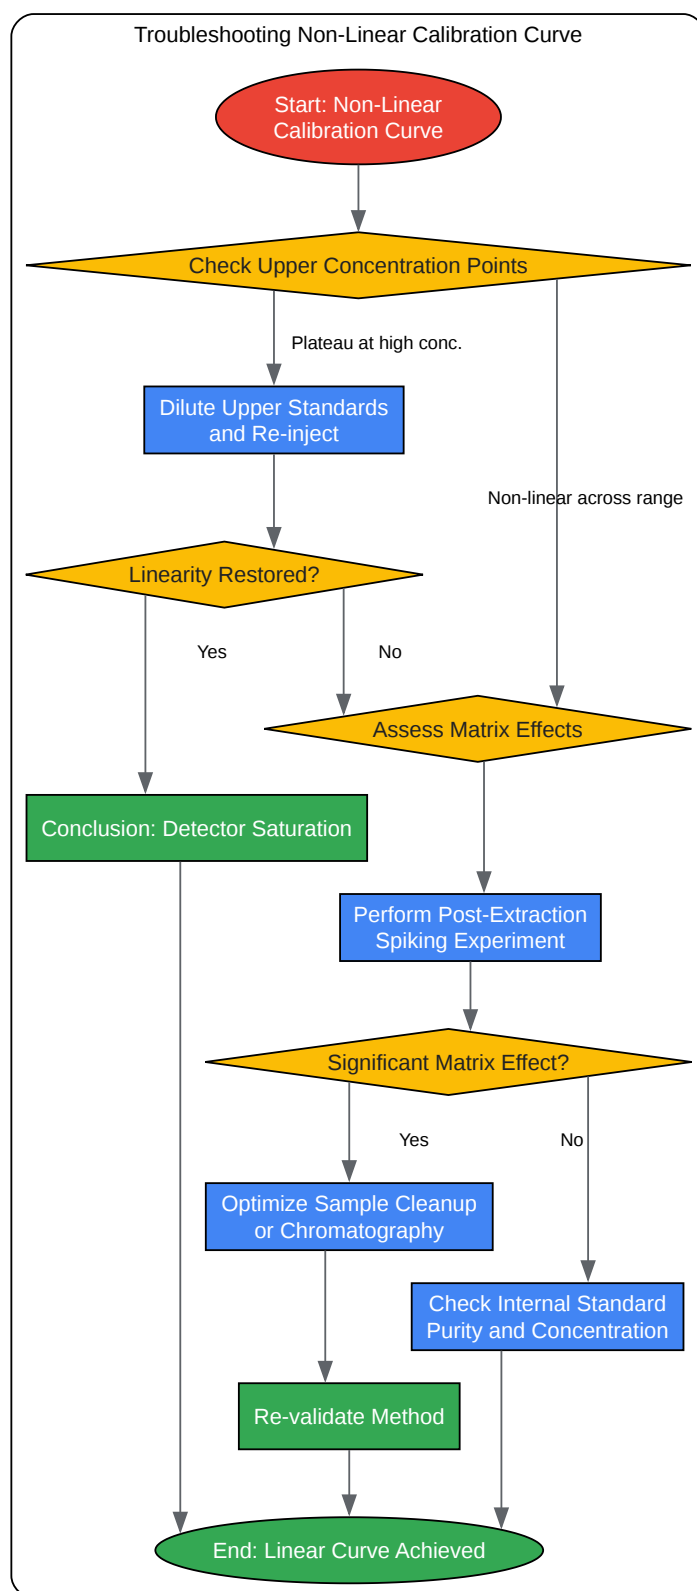 Troubleshooting Non-Linear Calibration Curve
Start: Non-Linear
Calibration Curve
Check Upper Concentration Points
Plateau at high conc.
Dilute Upper Standards
and Re-inject
Non-linear across range
Linearity Restored?
Yes
No
Assess Matrix Effects
Conclusion: Detector Saturation
Perform Post-Extraction
Spiking Experiment
Significant Matrix Effect?
Yes
No
Optimize Sample Cleanup
or Chromatography
Check Internal Standard
Purity and Concentration
Re-validate Method
End: Linear Curve Achieved